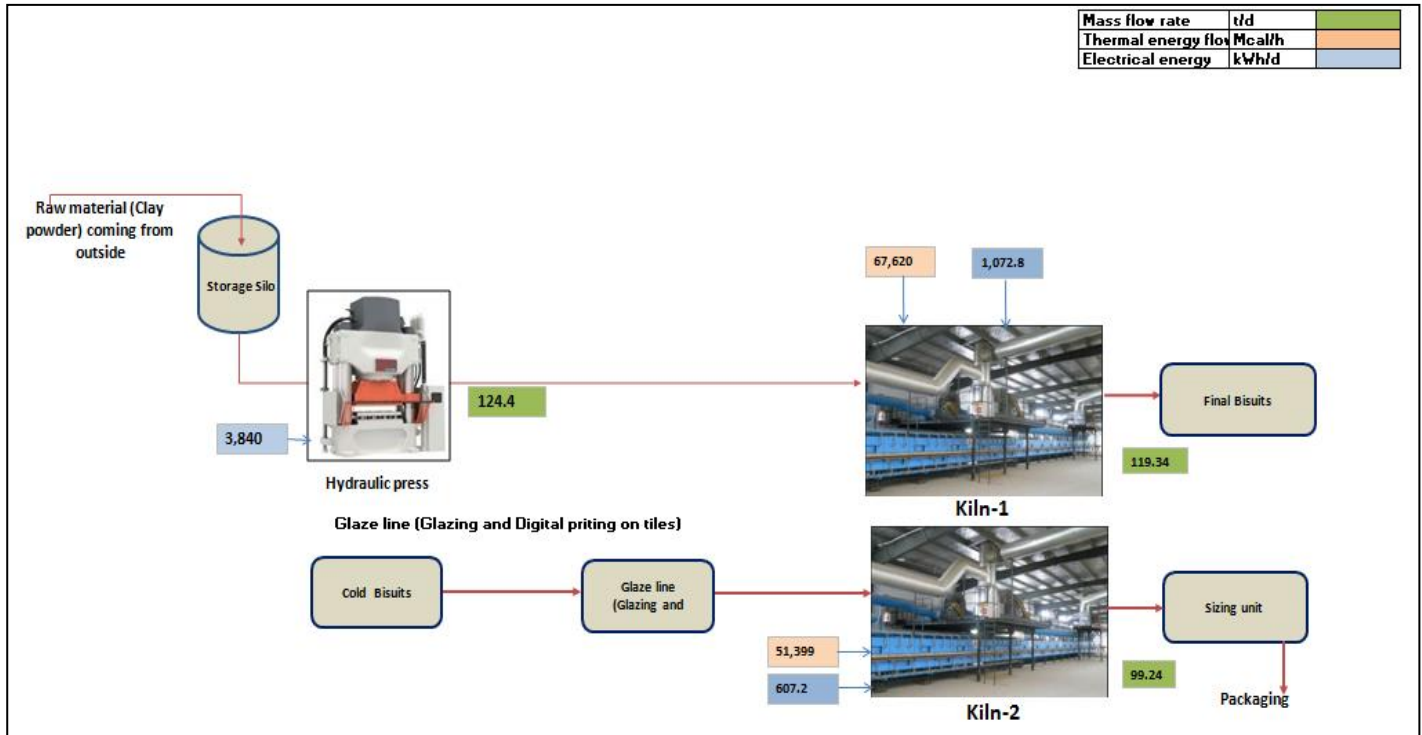 Mass flow rate t/d
Thermal energy flow Mcal/h
Electrical energy kWh/d
Raw material (Clay
powder) coming from
outside
Storage Silo
67,620
1,072.8
124.4
3,840
Hydraulic press
Final Bisuits
119.34
Kiln-1
Glaze line (Glazing and Digital priting on tiles)
Cold Bisuits
Glaze line
(Glazing and
Sizing unit
51,399
607.2
99.24
Kiln-2
Packaging